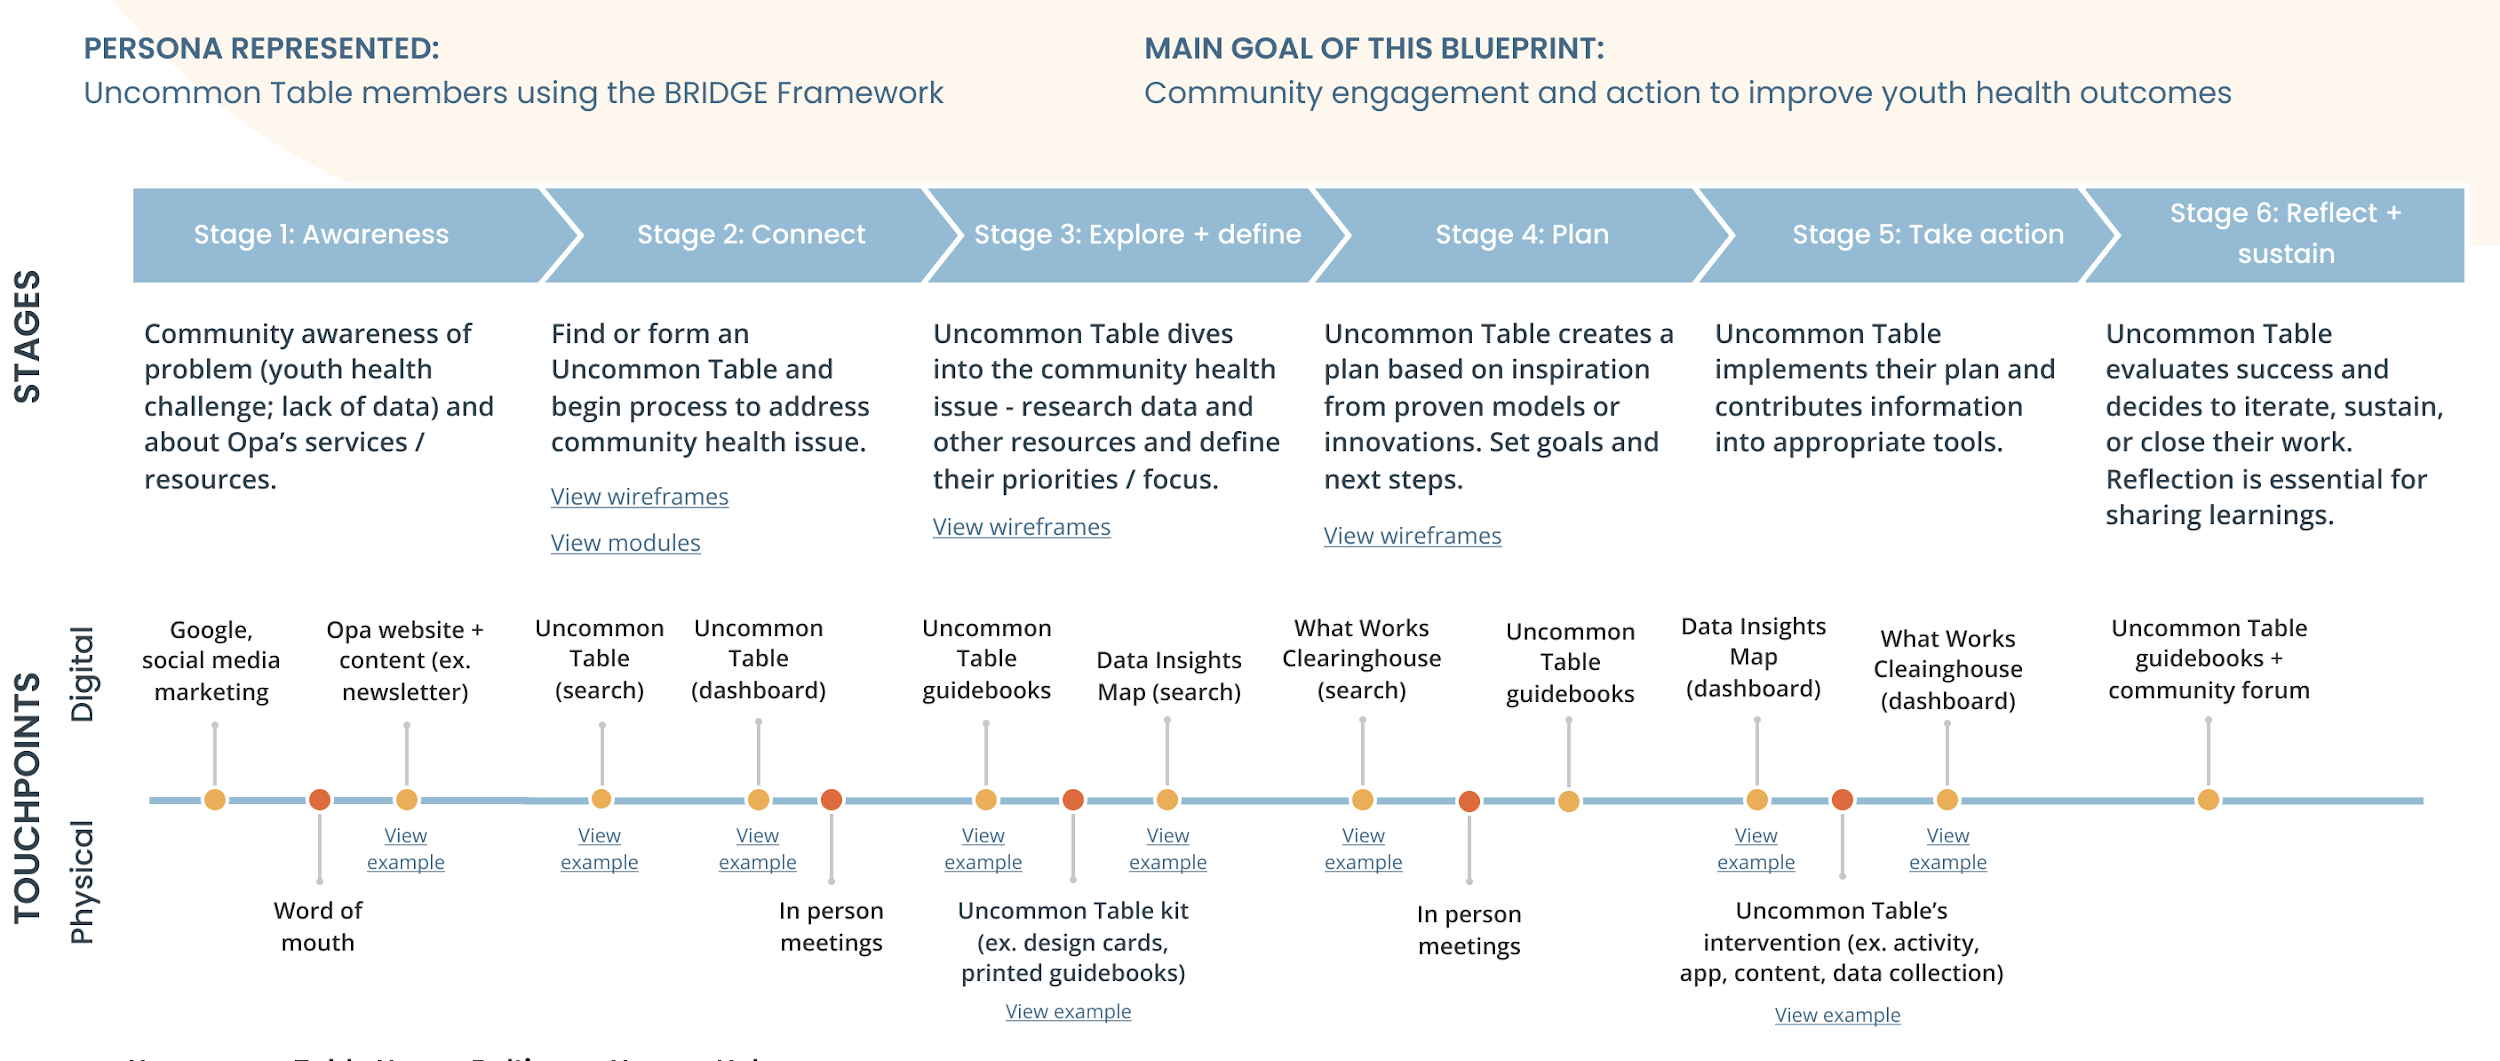 PERSONA REPRESENTED:
Uncommon Table members using the BRIDGE Framework
MAIN GOAL OF THIS BLUEPRINT:
Community engagement and action to improve youth health outcomes
STAGES
Stage 1: Awareness
Stage 2: Connect
Stage 3: Explore + define
Stage 4: Plan
Stage 5: Take action
Stage 6: Reflect +
sustain
Community awareness of
problem (youth health
challenge; lack of data) and
about Opa's services /
resources.
Find or form an
Uncommon Table and
begin process to address
community health issue.
View wireframes
View modules
Uncommon Table dives
into the community health
issue - research data and
other resources and define
their priorities / focus.
View wireframes
Uncommon Table creates a
plan based on inspiration
from proven models or
innovations. Set goals and
next steps.
View wireframes
Uncommon Table
implements their plan and
contributes information
into appropriate tools.
Uncommon Table
evaluates success and
decides to iterate, sustain,
or close their work.
Reflection is essential for
sharing learnings.
TOUCHPOINTS
Digital
Google,
social media
marketing
Opa website +
content (ex.
newsletter)
Uncommon
Table
(search)
Uncommon
Table
(dashboard)
Uncommon
Table
guidebooks
Data Insights
Map (search)
What Works
Clearinghouse
(search)
Uncommon
Table
guidebooks
Data Insights
Map
(dashboard)
What Works
Cleainghouse
(dashboard)
Uncommon Table
guidebooks +
community forum
Physical
View
example
View
example
View
example
View
example
View
example
View
example
View
example
View
example
Word of
mouth
In person
meetings
Uncommon Table kit
(ex. design cards,
printed guidebooks)
View example
In person
meetings
Uncommon Table's
intervention (ex. activity,
app, content, data collection)
View example